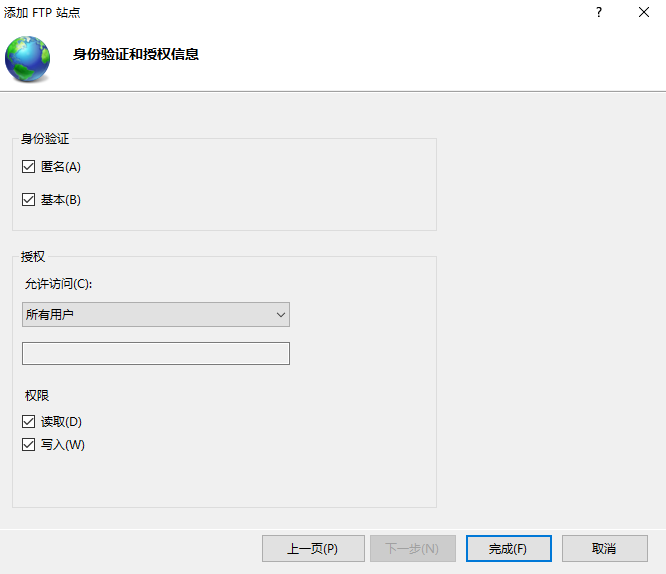 添加 FTP 站点
?
身份验证和授权信息
身份验证
匿名(A)
基本(B)
授权
允许访问(C):
所有用户
权限
读取(D)
写入(W)
上一页(P) 下一步(N) 完成(F) 取消